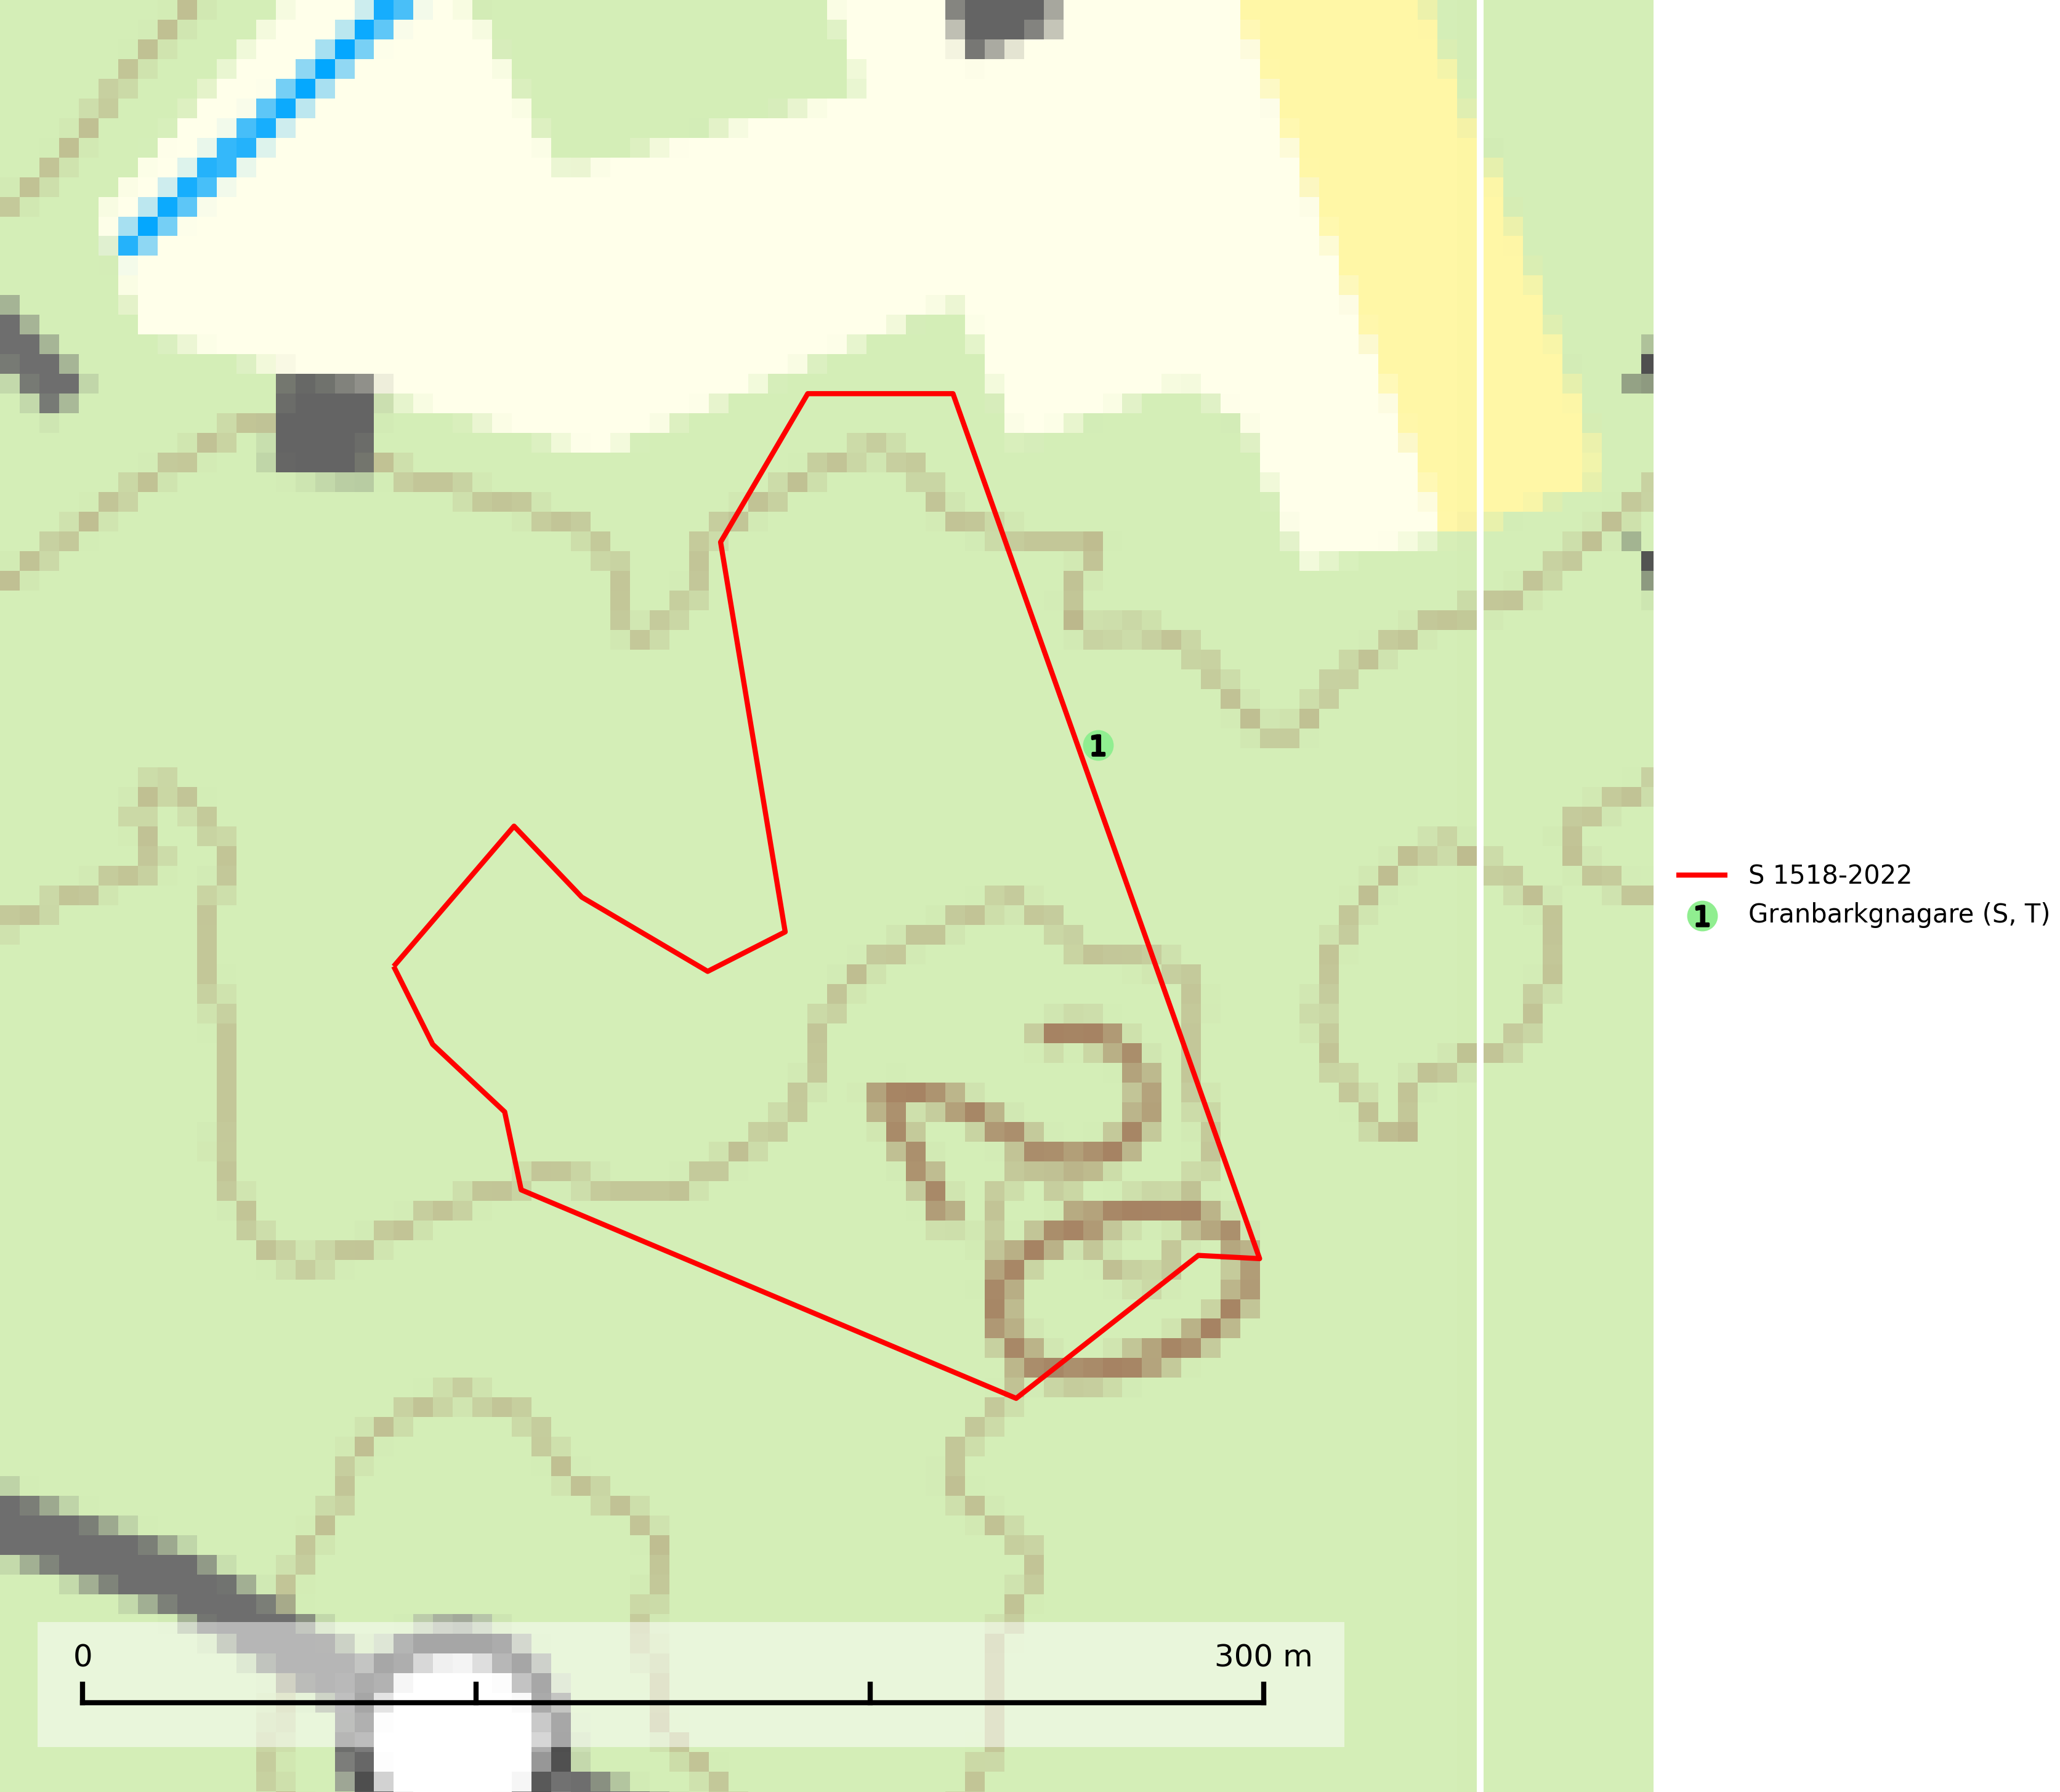 1
S 1518-2022
1 Granbarkgnagare (S, T)
0 300 m